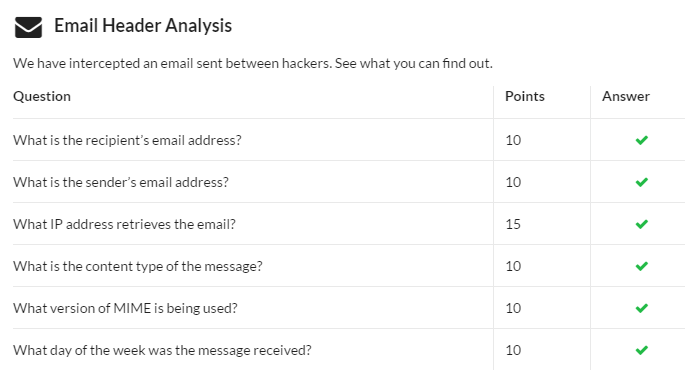 Email Header Analysis
We have intercepted an email sent between hackers. See what you can find out.
Question Points Answer
What is the recipient’s email address? 10
What is the sender’s email address? 10
What IP address retrieves the email? 15
What is the content type of the message? 10
What version of MIME is being used? 10
What day of the week was the message received? 10